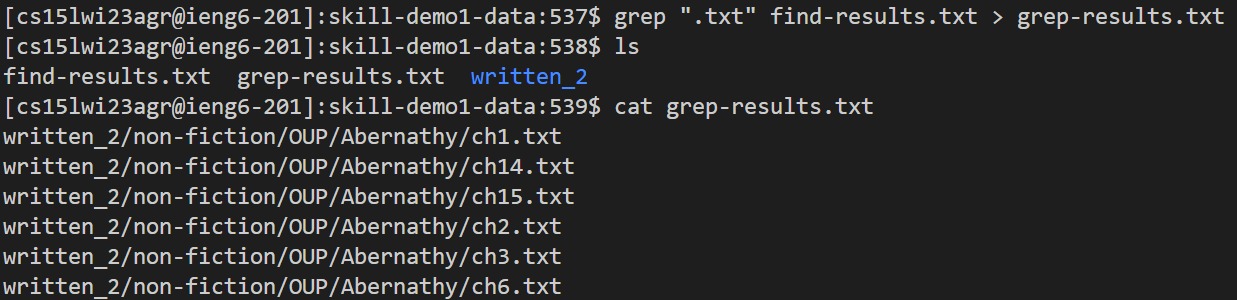 [cs15lwi23agr@ieng6-201]:skill-demo1-data:537$ grep ".txt" find-results.txt > grep-results.txt
[cs15lwi23agr@ieng6-201]:skill-demo1-data:538$ ls
find-results.txt  grep-results.txt  written_2
[cs15lwi23agr@ieng6-201]:skill-demo1-data:539$ cat grep-results.txt
written_2/non-fiction/OUP/Abernathy/ch1.txt
written_2/non-fiction/OUP/Abernathy/ch14.txt
written_2/non-fiction/OUP/Abernathy/ch15.txt
written_2/non-fiction/OUP/Abernathy/ch2.txt
written_2/non-fiction/OUP/Abernathy/ch3.txt
written_2/non-fiction/OUP/Abernathy/ch6.txt